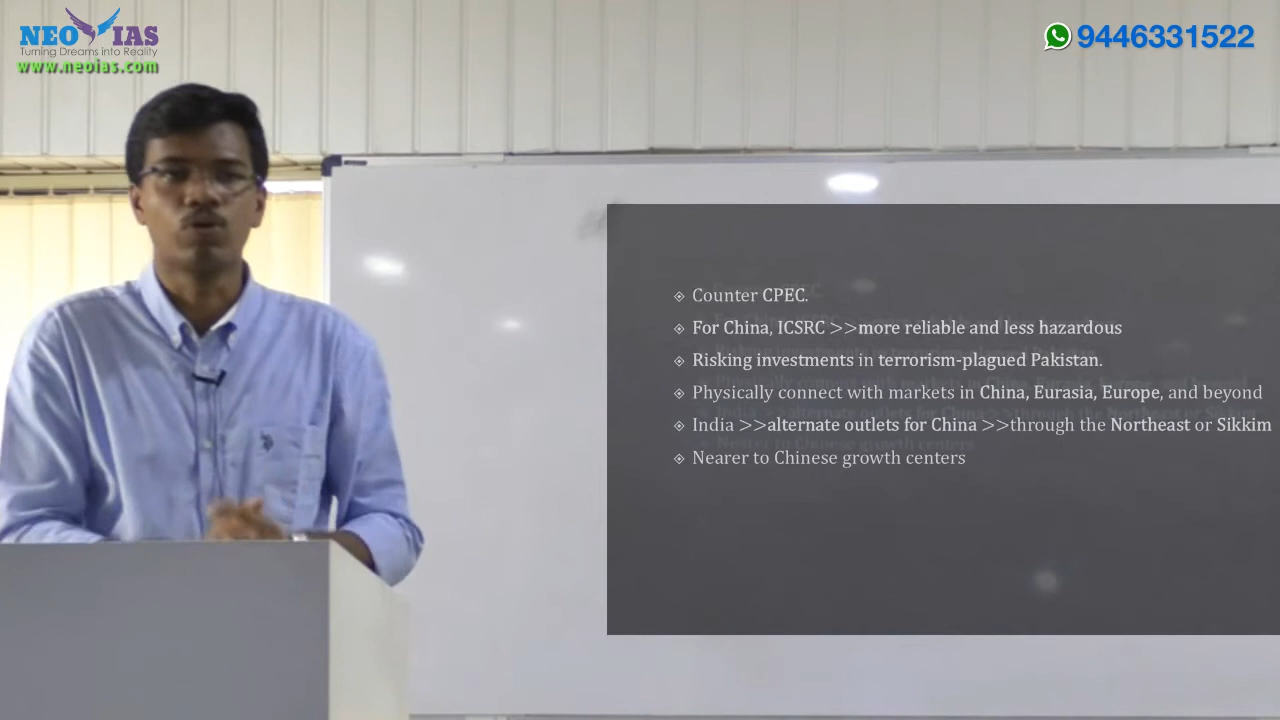 NEO IAS
Turning Dreams into Reality
www.neoias.com
9446331522
Counter CPEC.
For China, ICSRC >>more reliable and less hazardous
Risking investments in terrorism-plagued Pakistan.
Physically connect with markets in China, Eurasia, Europe, and beyond
India >>alternate outlets for China >>through the Northeast or Sikkim
Nearer to Chinese growth centers